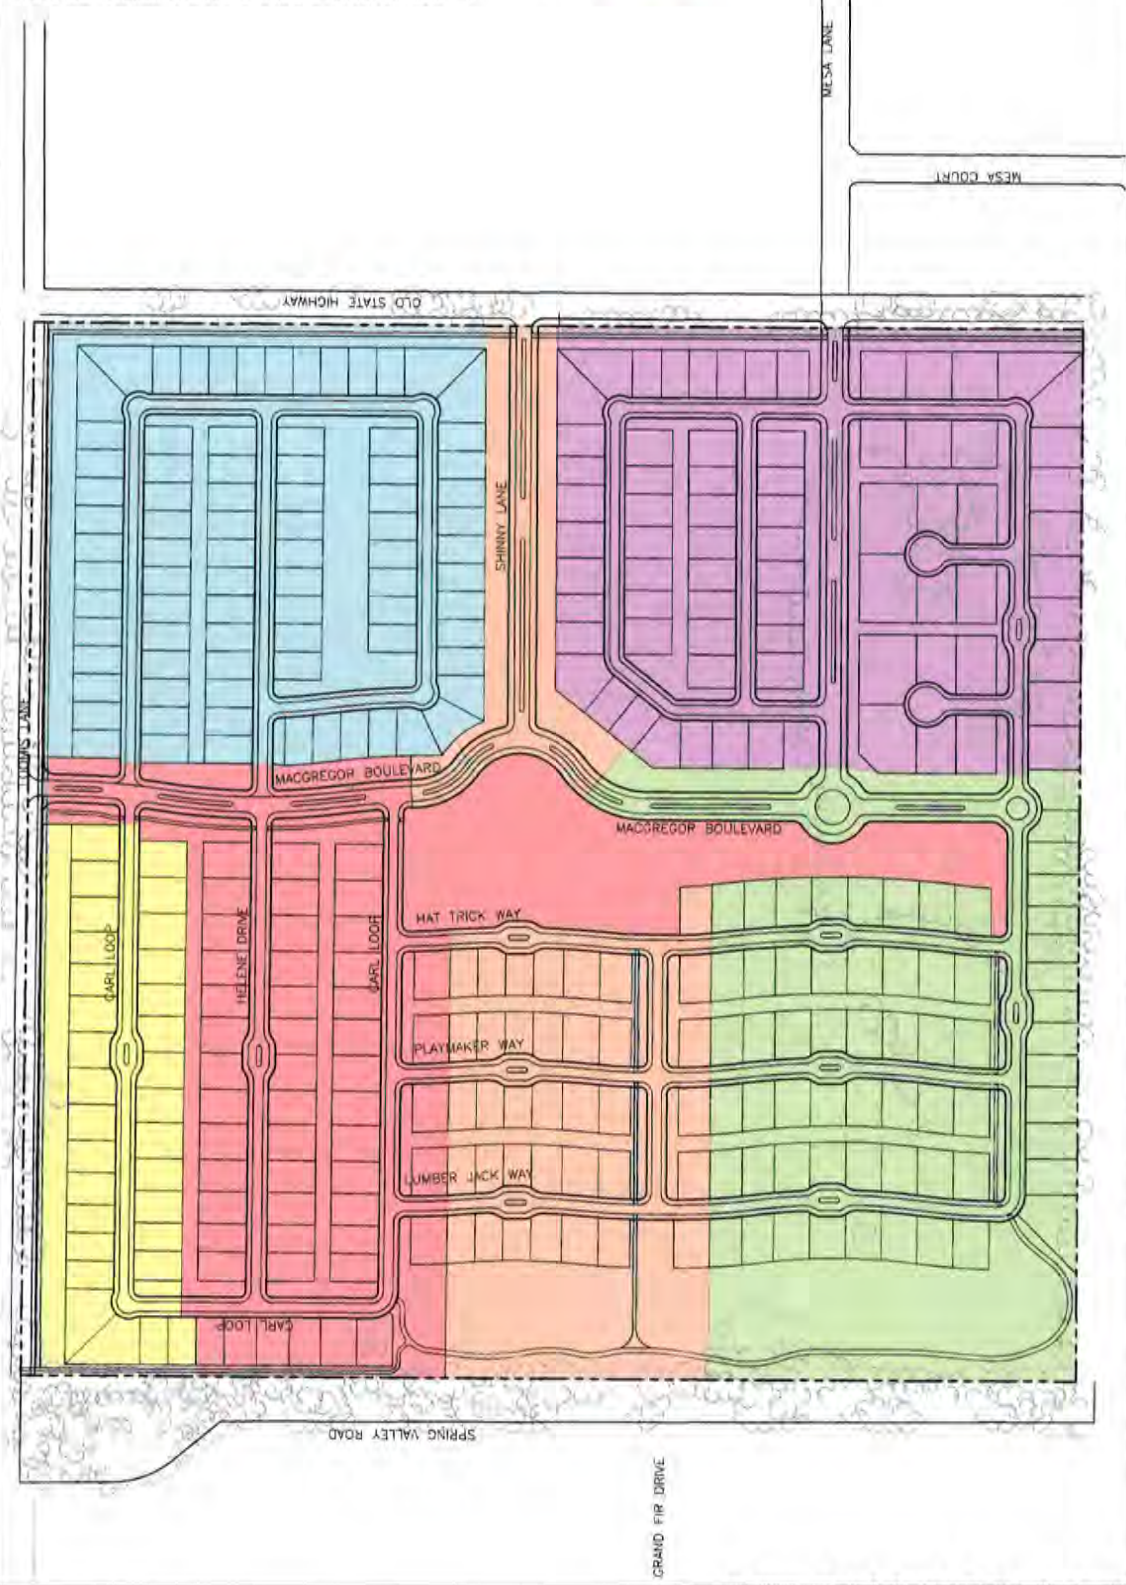 MESA LANE
MESA COURT
OLD STATE HIGHWAY
SHINNY LANE
LANE
MACGREGOR BOULEVARD
MACGREGOR BOULEVARD
CARL LOOP
HELENE DRIVE
CARL LOOP
HAT TRICK WAY
PLAYMAKER WAY
LUMBER JACK WAY
CARL LOOP
SPRING VALLEY ROAD
GRAND FIR DRIVE